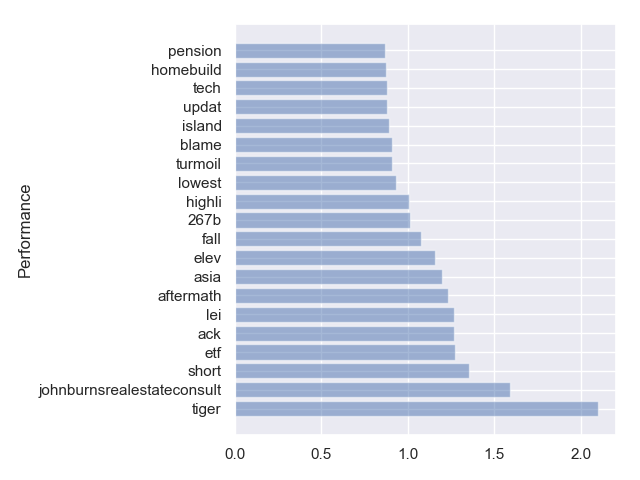 Performance
pension
homebuild
tech
updat
island
blame
turmoil
lowest
highli
267b
fall
elev
asia
aftermath
lei
ack
etf
short
johnburnsrealestateconsult
tiger
0.0 0.5 1.0 1.5 2.0